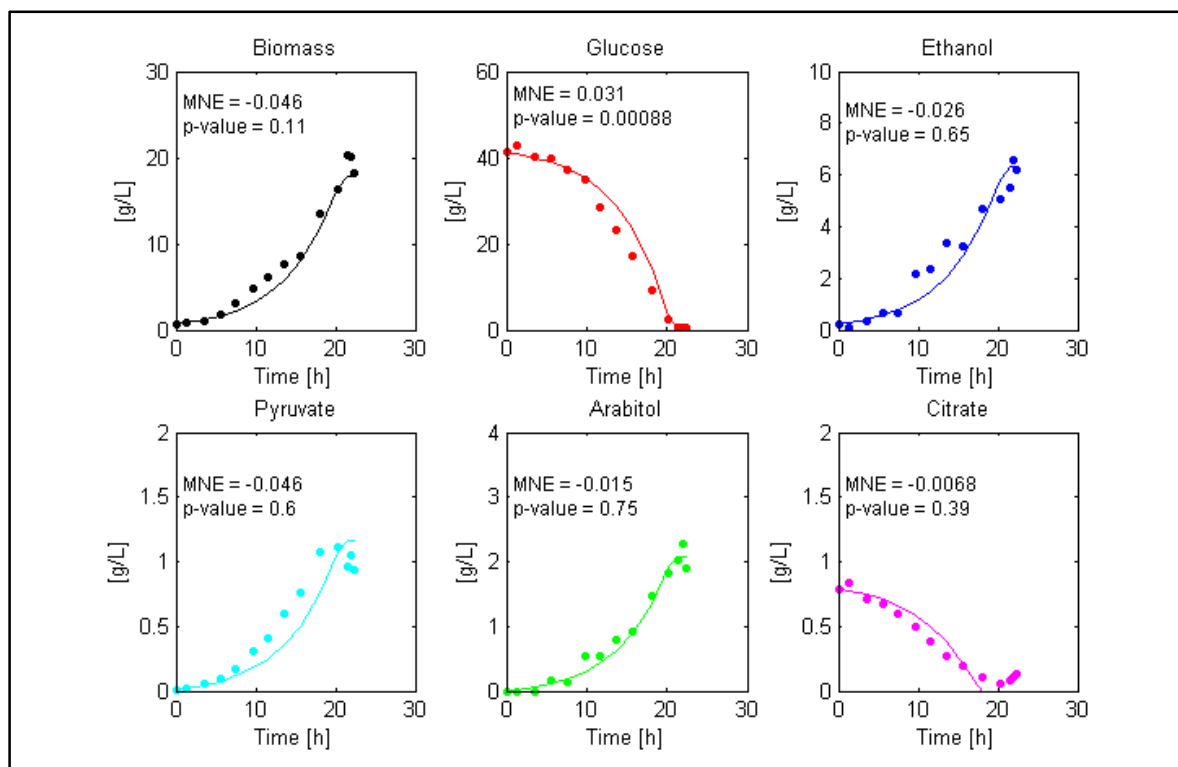 Biomass
30
20
10
0
[g/L]
MNE = -0.046
p-value = 0.11
0 10 20 30
Time [h]
Glucose
60
40
20
0
[g/L]
MNE = 0.031
p-value = 0.00088
0 10 20 30
Time [h]
Ethanol
10
8
6
4
2
0
[g/L]
MNE = -0.026
p-value = 0.65
0 10 20 30
Time [h]
Pyruvate
2
1.5
1
0.5
0
[g/L]
MNE = -0.046
p-value = 0.6
0 10 20 30
Time [h]
Arabitol
4
3
2
1
0
[g/L]
MNE = -0.015
p-value = 0.75
0 10 20 30
Time [h]
Citrate
2
1.5
1
0.5
0
[g/L]
MNE = -0.0068
p-value = 0.39
0 10 20 30
Time [h]